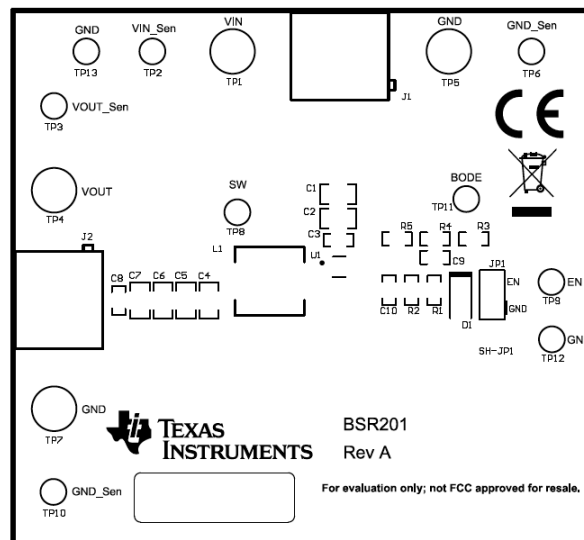 GND
VIN_Sen
VIN
GND
GND_Sen
TP13
TP2
TP1
TP5
TP6
J1
VOUT_Sen
TP3
CE
VOUT
TP4
SW
TP8
C1
C2
C3
U1
BODE
TP11
J2
L1
R5
R4
R3
C9
C8
C7
C6
C5
C4
JP1
EN
EN
TP9
GND
C10
R2
R1
D1
GN
TP12
SH-JP1
GND
TP7
TEXAS
INSTRUMENTS
BSR201
Rev A
GND_Sen
TP10
For evaluation only; not FCC approved for resale.